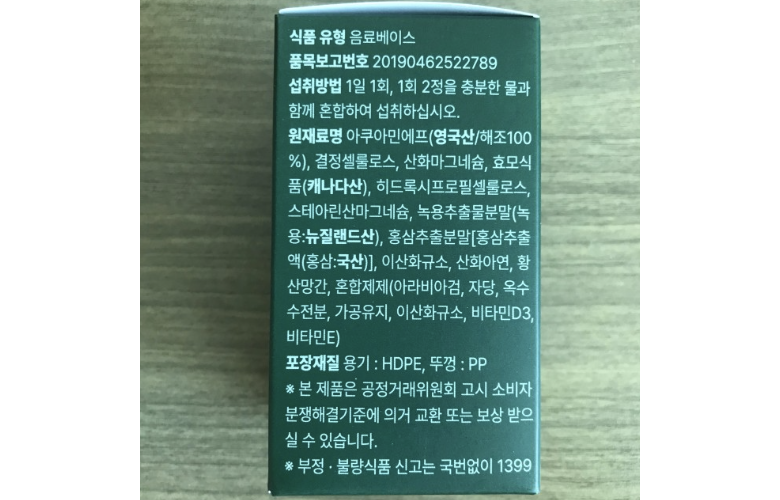 식품 유형 음료베이스
품목보고번호 20190462522789
섭취방법 1일 1회, 1회 2정을 충분한 물과
함께 혼합하여 섭취하십시오.
원재료명 아쿠아민에프(영국산/해조100
%), 결정셀룰로스, 산화마그네슘, 효모식
품(캐나다산), 히드록시프로필셀룰로스,
스테아린산마그네슘, 녹용추출물분말(녹
용:뉴질랜드산), 홍삼추출분말[홍삼추출
액(홍삼:국산)], 이산화규소, 산화아연, 황
산망간, 혼합제제(아라비아검, 자당, 옥수
수전분, 가공유지, 이산화규소, 비타민D3,
비타민E)
포장재질 용기 : HDPE, 뚜껑 : PP
※ 본 제품은 공정거래위원회 고시 소비자
분쟁해결기준에 의거 교환 또는 보상 받으
실 수 있습니다.
※ 부정 · 불량식품 신고는 국번없이 1399